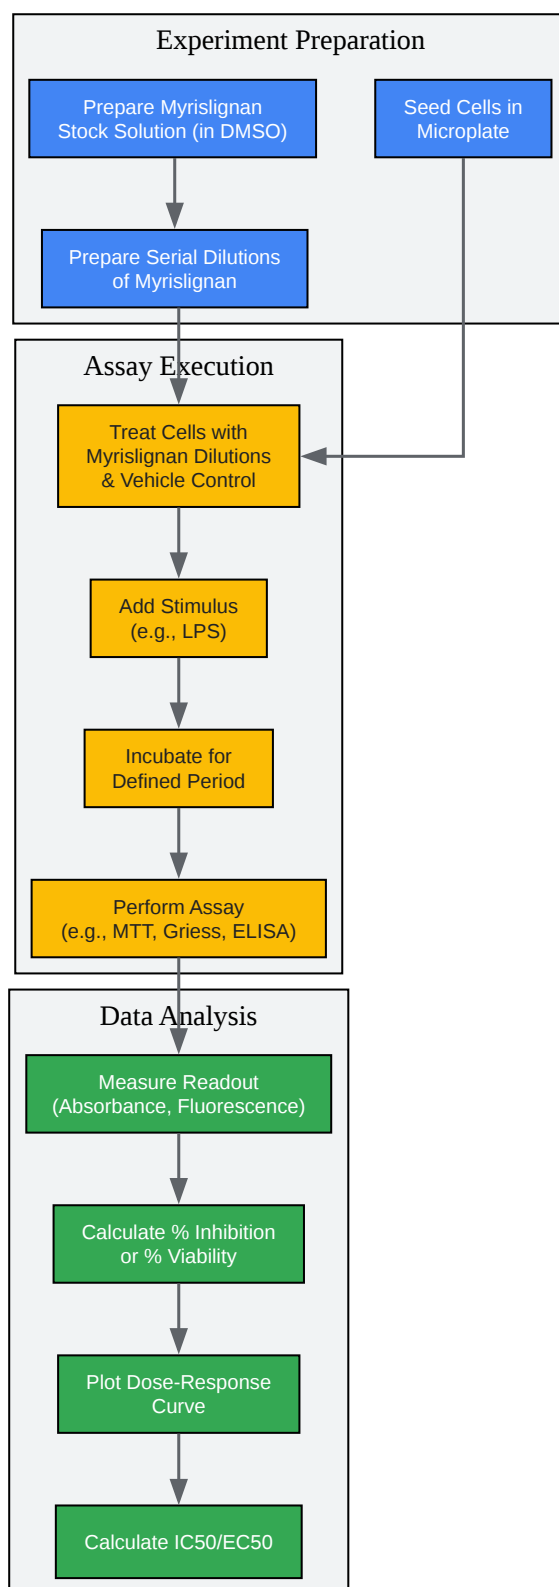 Experiment Preparation
Prepare Myrislignan
Stock Solution (in DMSO)
Seed Cells in
Microplate
Prepare Serial Dilutions
of Myrislignan
Assay Execution
Treat Cells with
Myrislignan Dilutions
& Vehicle Control
Add Stimulus
(e.g., LPS)
Incubate for
Defined Period
Perform Assay
(e.g., MTT, Griess, ELISA)
Data Analysis
Measure Readout
(Absorbance, Fluorescence)
Calculate % Inhibition
or % Viability
Plot Dose-Response
Curve
Calculate IC50/EC50